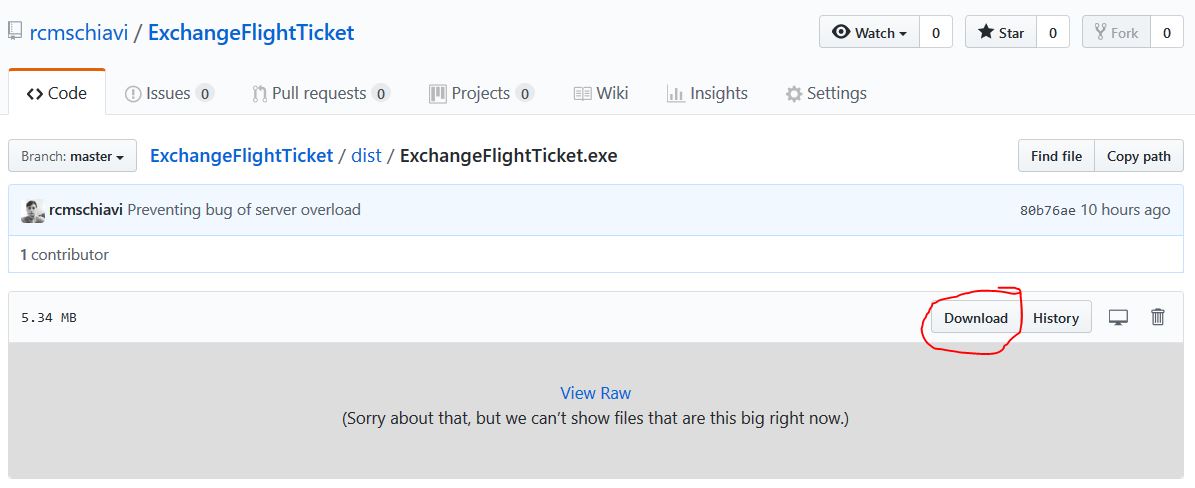 rcmschiavi / ExchangeFlightTicket Watch 0 Star 0 Fork 0
Code Issues 0 Pull requests 0 Projects 0 Wiki Insights Settings
Branch: master ExchangeFlightTicket / dist / ExchangeFlightTicket.exe Find file Copy path
rcmschiavi Preventing bug of server overload 80b76ae 10 hours ago
1 contributor
5.34 MB Download History
View Raw
(Sorry about that, but we can’t show files that are this big right now.)